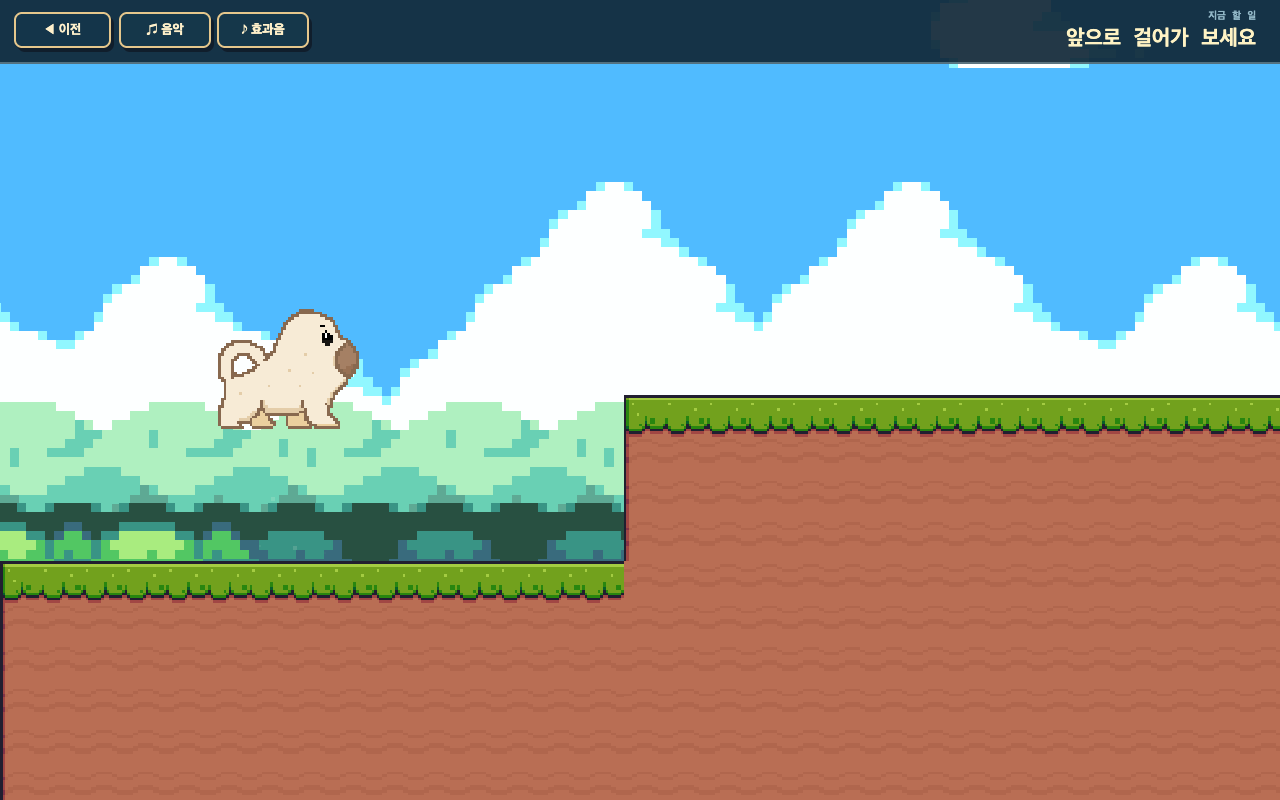 ◀ 이전
♫ 음악
♪ 효과음
지금 할 일
앞으로 걸어가 보세요